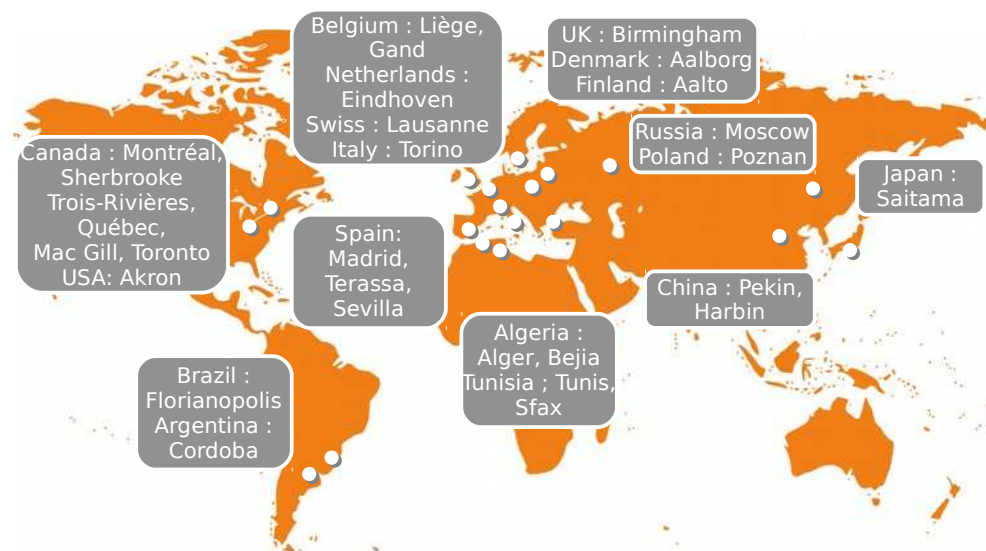 Belgium : Liège,
Gand
Netherlands :
Eindhoven
Swiss : Lausanne
Italy : Torino
UK : Birmingham
Denmark : Aalborg
Finland : Aalto
Russia : Moscow
Poland : Poznan
Canada : Montréal,
Sherbrooke
Trois-Rivières,
Québec,
Mac Gill, Toronto
USA: Akron
Japan :
Saitama
Spain:
Madrid,
Terassa,
Sevilla
China : Pekin,
Harbin
Algeria :
Alger, Bejia
Tunisia ; Tunis,
Sfax
Brazil :
Florianopolis
Argentina :
Cordoba